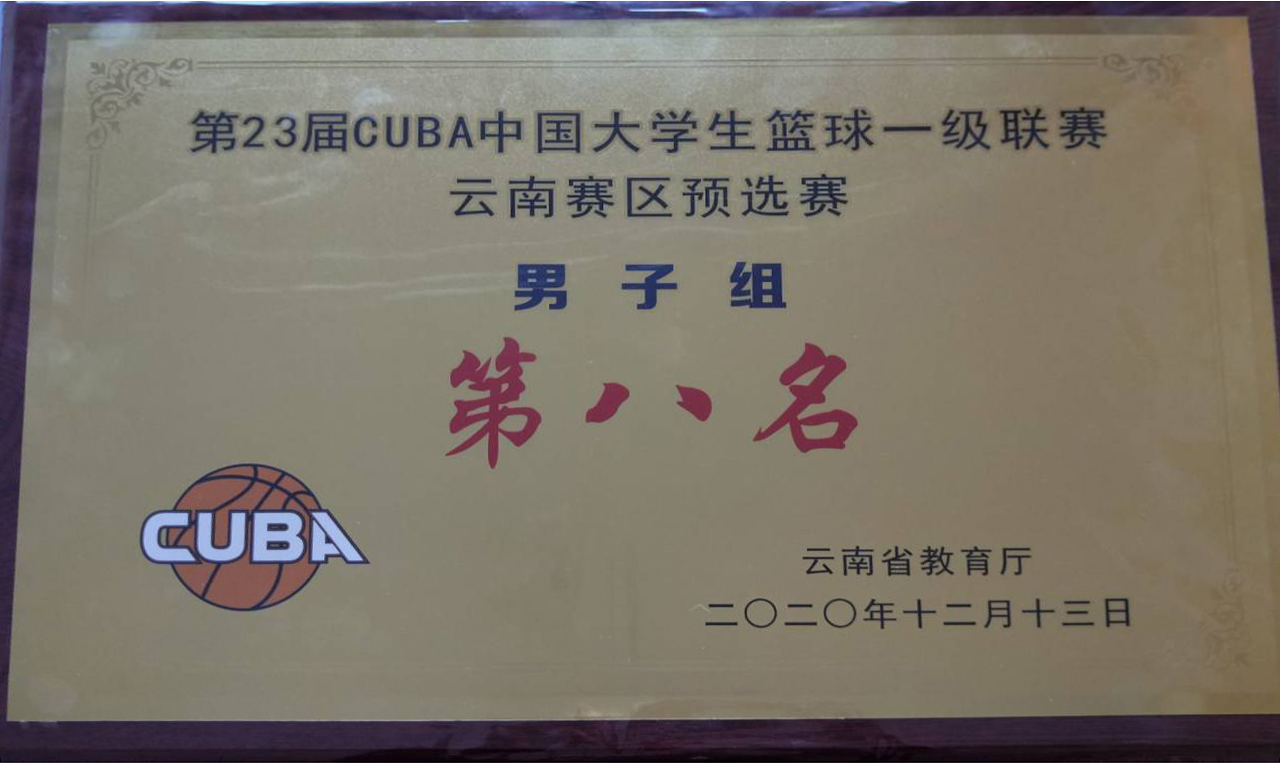 第23届CUBA中国大学生篮球一级联赛
云南赛区预选赛
男子组
第八名
CUBA
云南省教育厅
二〇二〇年十二月十三日